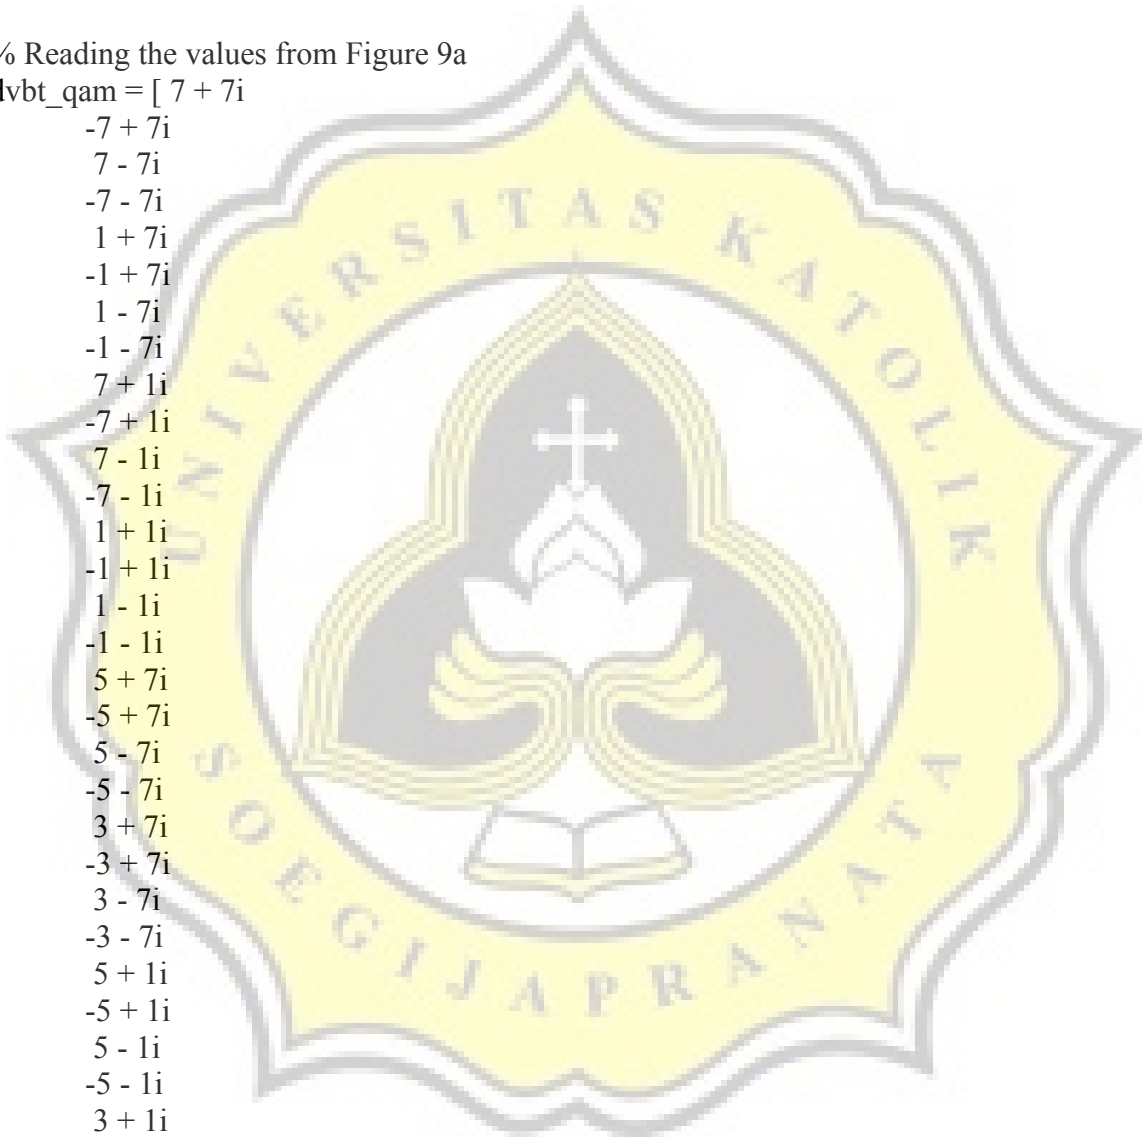 % Reading the values from Figure 9a
dvbt_qam = [ 7 + 7i
-7 + 7i
7 - 7i
-7 - 7i
1 + 7i
-1 + 7i
1 - 7i
-1 - 7i
7 + 1i
-7 + 1i
7 - 1i
-7 - 1i
1 + 1i
-1 + 1i
1 - 1i
-1 - 1i
5 + 7i
-5 + 7i
5 - 7i
-5 - 7i
3 + 7i
-3 + 7i
3 - 7i
-3 - 7i
5 + 1i
-5 + 1i
5 - 1i
-5 - 1i
3 + 1i
UNIVERSITAS KATOLIK
SOEGIJAPRANATA